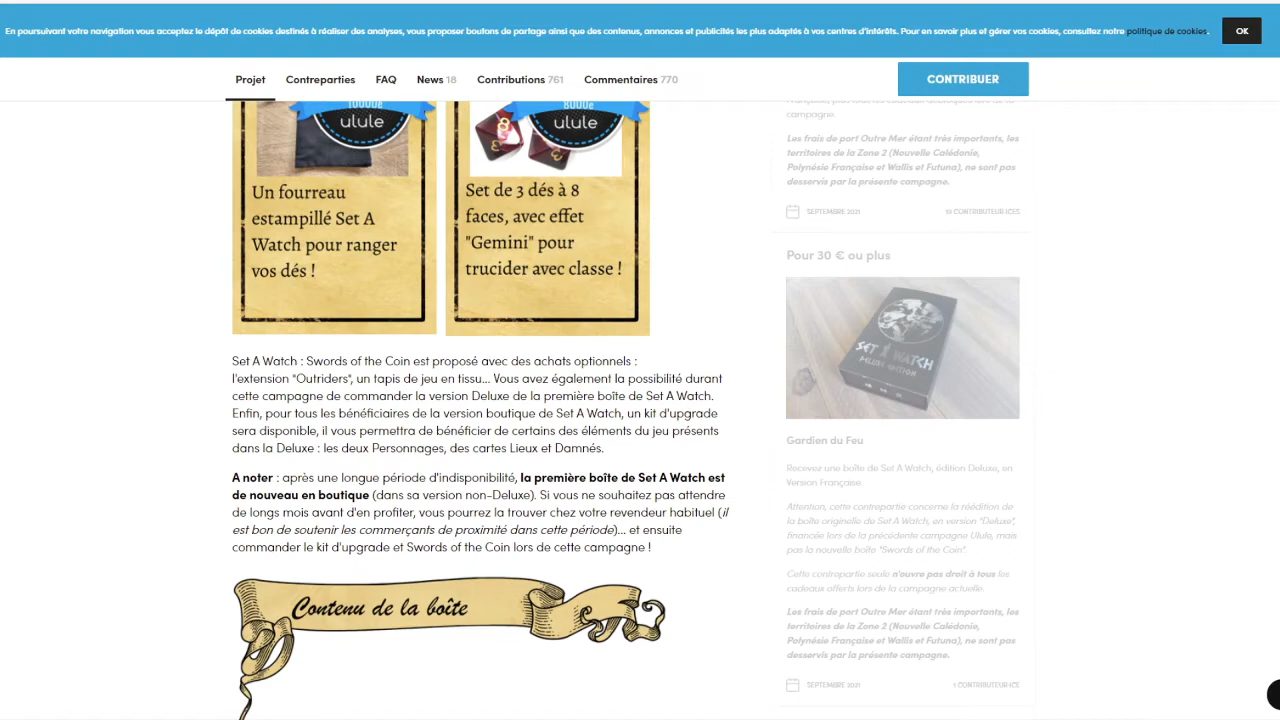 En poursuivant votre navigation vous acceptez le dépôt de cookies destinés à réaliser des analyses, vous proposer boutons de partage ainsi que des contenus, annonces et publicités les plus adaptés à vos centres d'intérêts. Pour en savoir plus et gérer vos cookies, consultez notre politique de cookies.
OK
Projet Contreparties FAQ News 18 Contributions 761 Commentaires 770
CONTRIBUER
10000€
ulule
8000€
ulule
Un fourreau
estampillé Set A
Watch pour ranger
vos dés !
Set de 3 dés à 8
faces, avec effet
"Gemini" pour
trucider avec classe !
Set A Watch : Swords of the Coin est proposé avec des achats optionnels :
l'extension "Outriders", un tapis de jeu en tissu... Vous avez également la possibilité durant
cette campagne de commander la version Deluxe de la première boîte de Set A Watch.
Enfin, pour tous les bénéficiaires de la version boutique de Set A Watch, un kit d'upgrade
sera disponible, il vous permettra de bénéficier de certains des éléments du jeu présents
dans la Deluxe : les deux Personnages, des cartes Lieux et Damnés.
A noter : après une longue période d'indisponibilité, la première boîte de Set A Watch est
de nouveau en boutique (dans sa version non-Deluxe). Si vous ne souhaitez pas attendre
de longs mois avant d'en profiter, vous pourrez la trouver chez votre revendeur habituel (il
est bon de soutenir les commerçants de proximité dans cette période)... et ensuite
commander le kit d'upgrade et Swords of the Coin lors de cette campagne !
Contenu de la boîte
campagne.
Les frais de port Outre Mer étant très importants, les
territoires de la Zone 2 (Nouvelle Calédonie,
Polynésie Française et Wallis et Futuna), ne sont pas
desservis par la présente campagne.
SEPTEMBRE 2021
CONTRIBUTEUR·ICES
Pour 30 € ou plus
SET A WATCH
DELUXE EDITION
Gardien du Feu
Recevez une boîte de Set A Watch, édition Deluxe, en
Version Française.
Attention, cette contrepartie concerne la réédition de
la boîte originelle de Set A Watch, en version "Deluxe",
financée lors de la précédente campagne Ulule, mais
pas la nouvelle boîte "Swords of the Coin".
Cette contrepartie seule n'ouvre pas droit à tous les
cadeaux offerts lors de la campagne actuelle.
Les frais de port Outre Mer étant très importants, les
territoires de la Zone 2 (Nouvelle Calédonie,
Polynésie Française et Wallis et Futuna), ne sont pas
desservis par la présente campagne.
SEPTEMBRE 2021
1 CONTRIBUTEUR·ICE